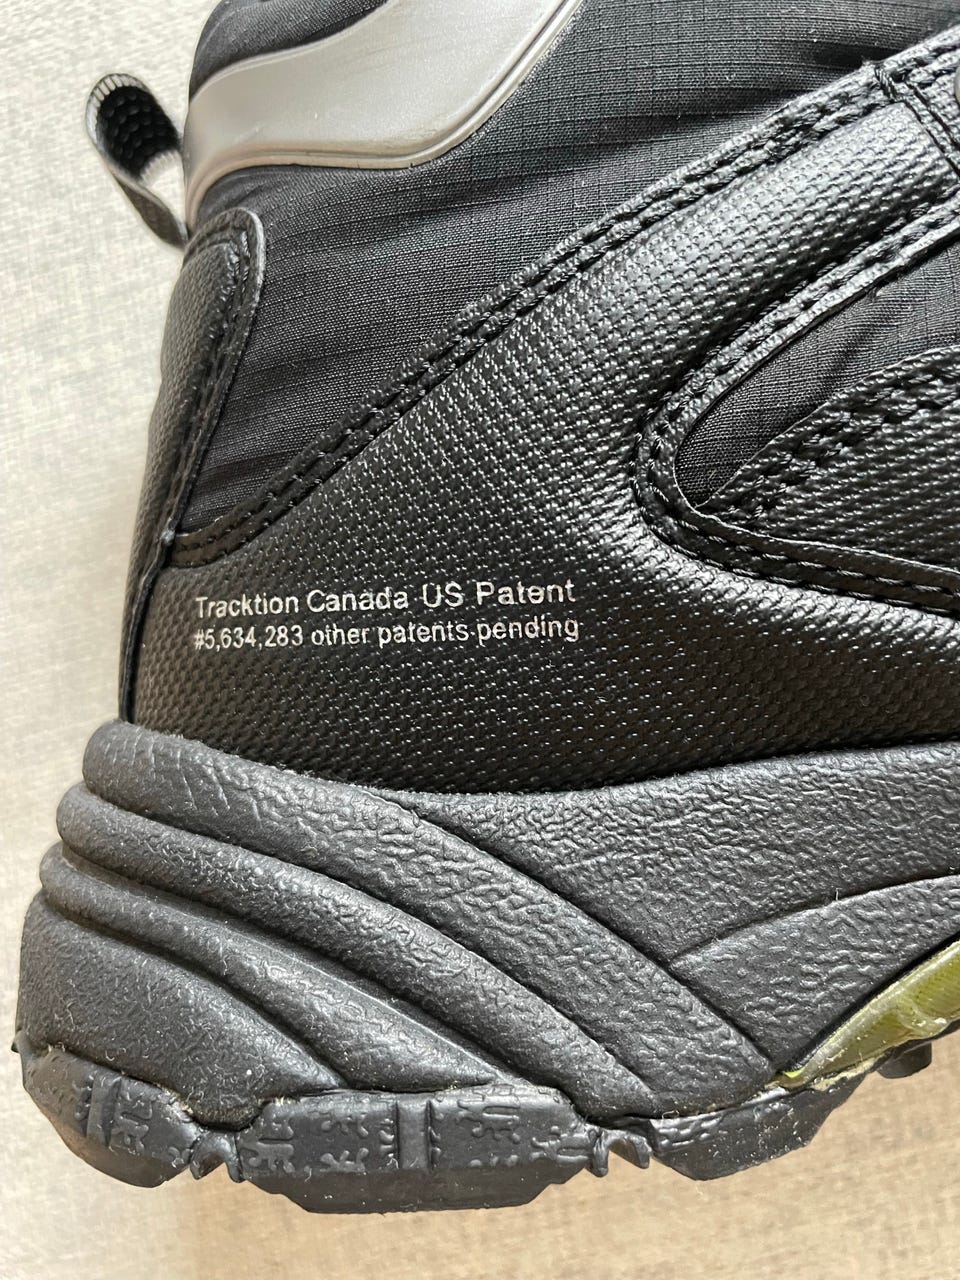 Tracktion Canada US Patent
#5,634,283 other patents pending